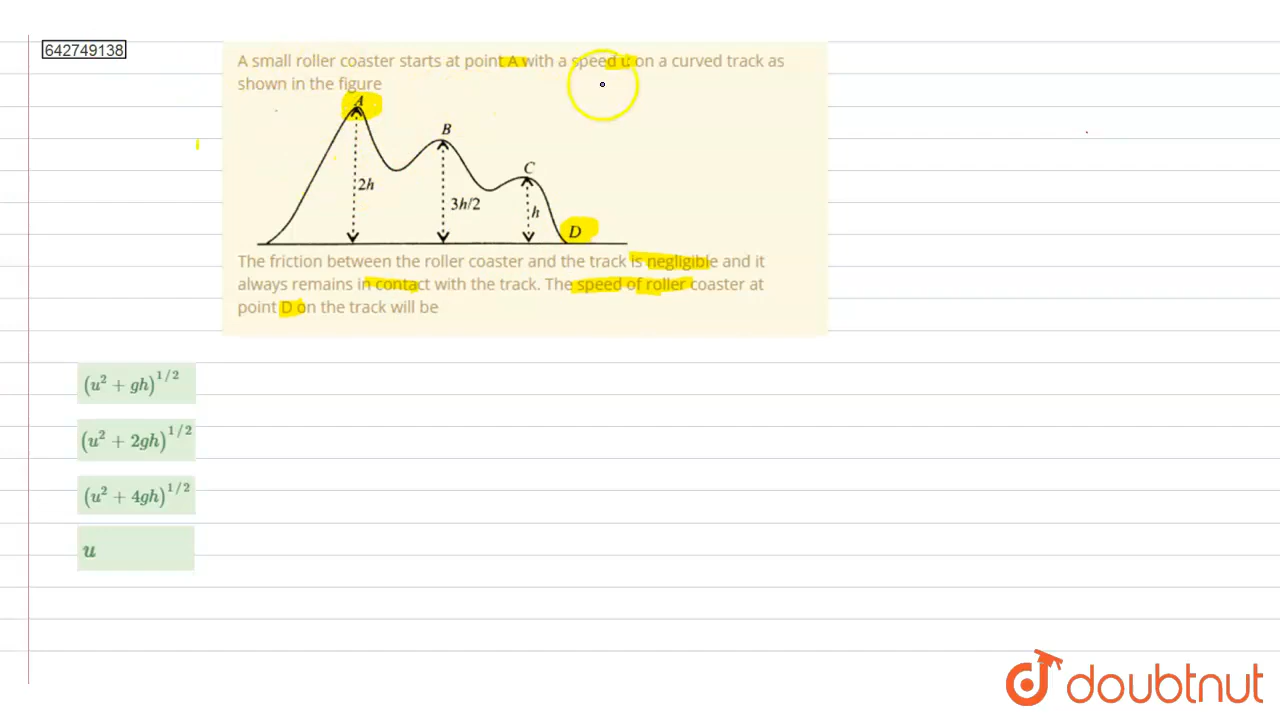 642749138
A small roller coaster starts at point A with a speed u on a curved track as
shown in the figure
A
B
C
2h
3h/2
h
D
The friction between the roller coaster and the track is negligible and it
always remains in contact with the track. The speed of roller coaster at
point D on the track will be
(u² + gh)^1/2
(u² + 2gh)^1/2
(u² + 4gh)^1/2
u
doubtnut